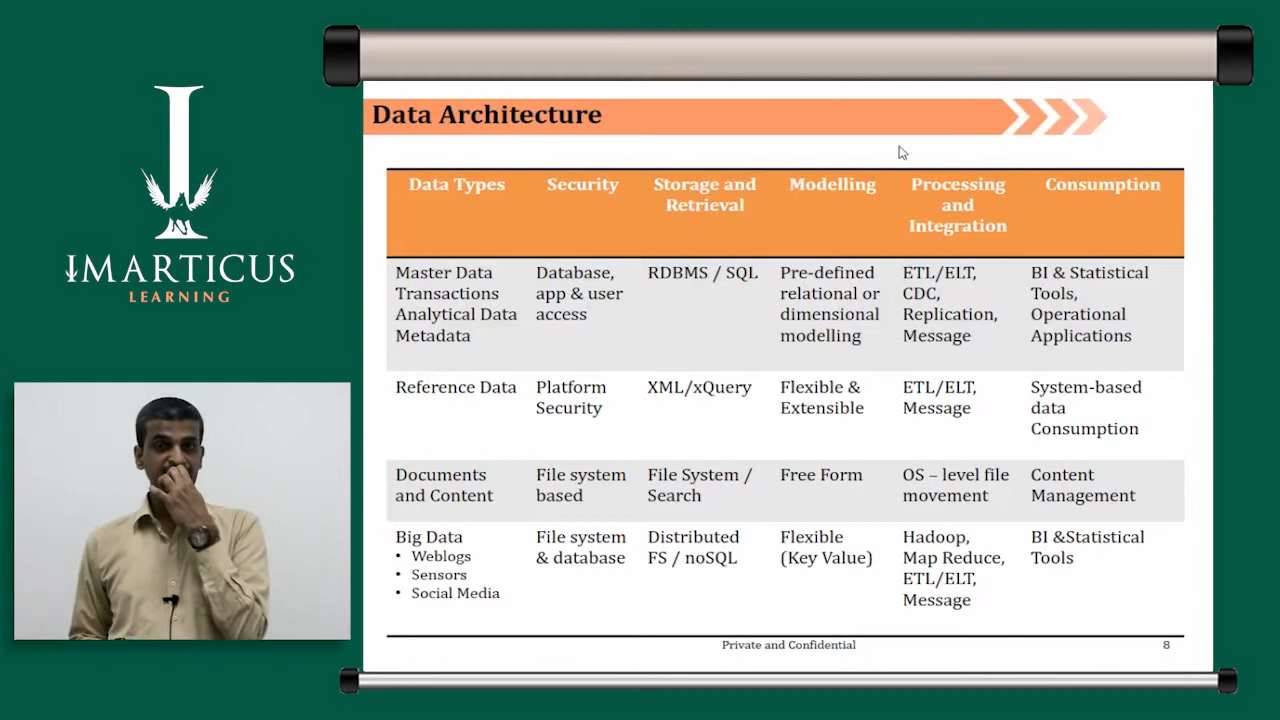 IMARTICUS
LEARNING
Data Architecture
Data Types
Security
Storage and
Retrieval
Modelling
Processing
and
Integration
Consumption
Master Data
Transactions
Analytical Data
Metadata
Database,
app & user
access
RDBMS / SQL
Pre-defined
relational or
dimensional
modelling
ETL/ELT,
CDC,
Replication,
Message
BI & Statistical
Tools,
Operational
Applications
Reference Data
Platform
Security
XML/xQuery
Flexible &
Extensible
ETL/ELT,
Message
System-based
data
Consumption
Documents
and Content
File system
based
File System /
Search
Free Form
OS – level file
movement
Content
Management
Big Data
• Weblogs
• Sensors
• Social Media
File system
& database
Distributed
FS / noSQL
Flexible
(Key Value)
Hadoop,
Map Reduce,
ETL/ELT,
Message
BI &Statistical
Tools
Private and Confidential
8